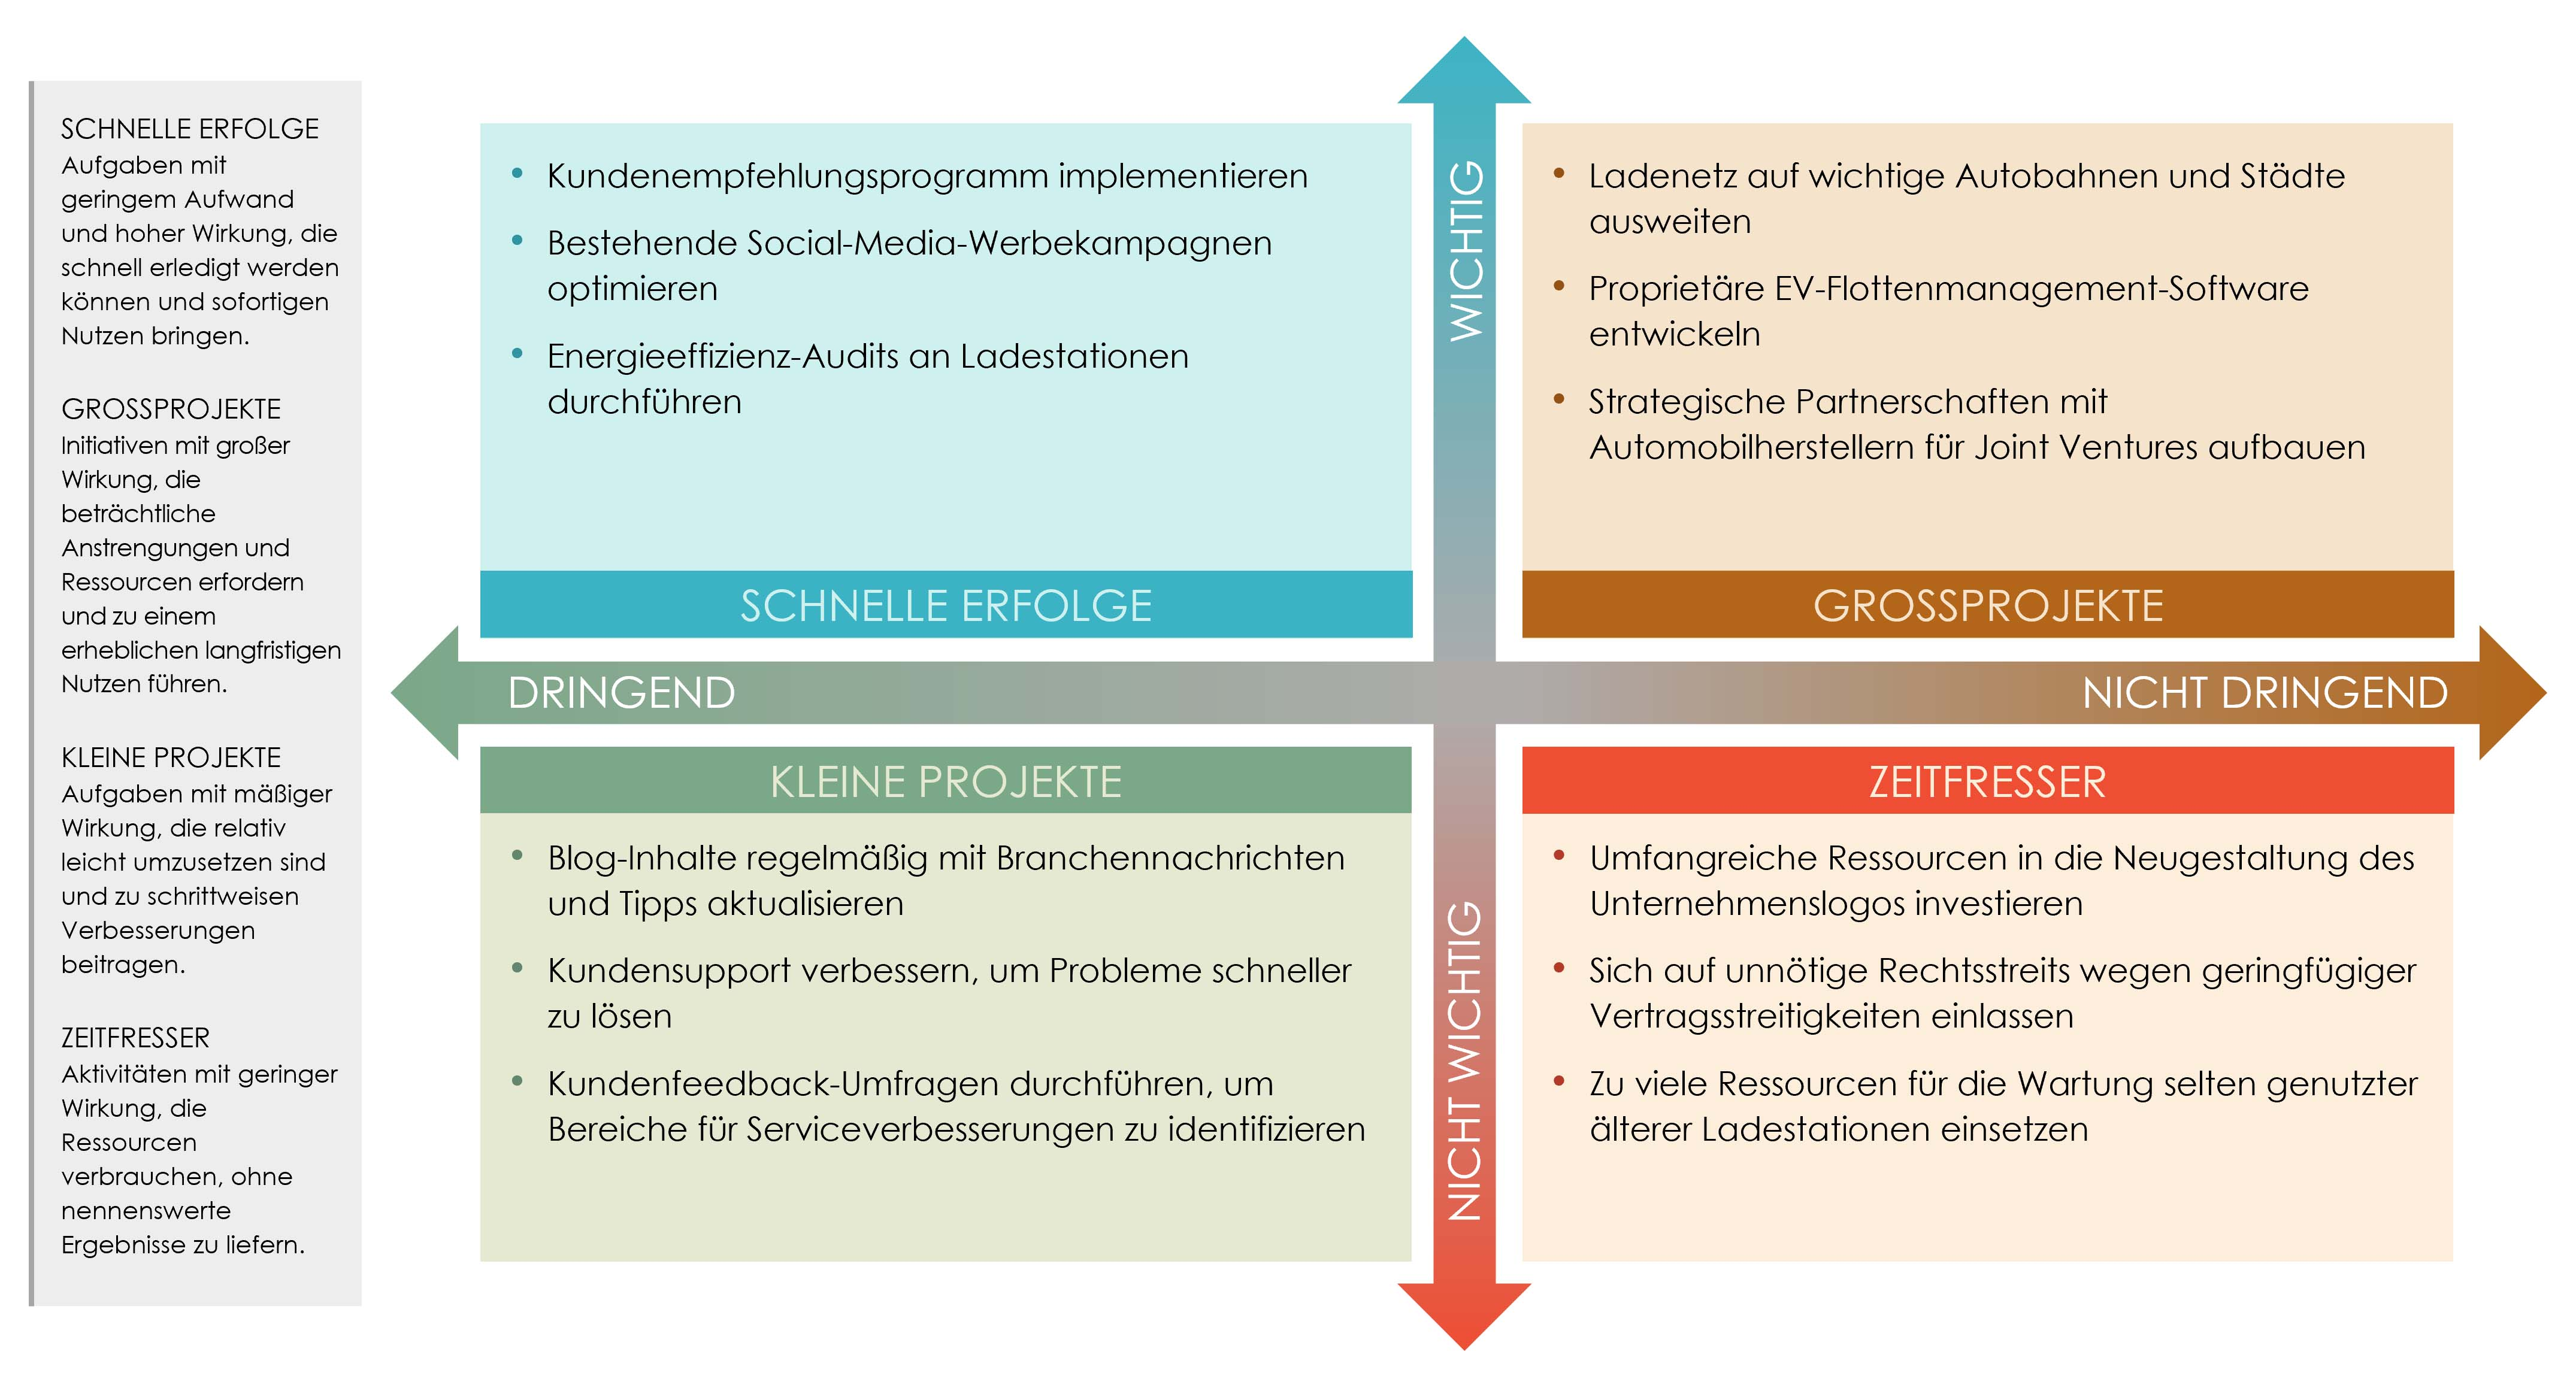 SCHNELLE ERFOLGE
Aufgaben mit
geringem Aufwand
und hoher Wirkung, die
schnell erledigt werden
können und sofortigen
Nutzen bringen.
GROSSPROJEKTE
Initiativen mit großer
Wirkung, die
beträchtliche
Anstrengungen und
Ressourcen erfordern
und zu einem
erheblichen langfristigen
Nutzen führen.
KLEINE PROJEKTE
Aufgaben mit mäßiger
Wirkung, die relativ
leicht umzusetzen sind
und zu schrittweisen
Verbesserungen
beitragen.
ZEITFRESSER
Aktivitäten mit geringer
Wirkung, die
Ressourcen
verbrauchen, ohne
nennenswerte
Ergebnisse zu liefern.
• Kundenempfehlungsprogramm implementieren
• Bestehende Social-Media-Werbekampagnen
optimieren
• Energieeffizienz-Audits an Ladestationen
durchführen
SCHNELLE ERFOLGE
WICHTIG
• Ladenetz auf wichtige Autobahnen und Städte
ausweiten
• Proprietäre EV-Flottenmanagement-Software
entwickeln
• Strategische Partnerschaften mit
Automobilherstellern für Joint Ventures aufbauen
GROSSPROJEKTE
DRINGEND
NICHT DRINGEND
KLEINE PROJEKTE
• Blog-Inhalte regelmäßig mit Branchennachrichten
und Tipps aktualisieren
• Kundensupport verbessern, um Probleme schneller
zu lösen
• Kundenfeedback-Umfragen durchführen, um
Bereiche für Serviceverbesserungen zu identifizieren
NICHT WICHTIG
ZEITFRESSER
• Umfangreiche Ressourcen in die Neugestaltung des
Unternehmenslogos investieren
• Sich auf unnötige Rechtsstreits wegen geringfügiger
Vertragsstreitigkeiten einlassen
• Zu viele Ressourcen für die Wartung selten genutzter
älterer Ladestationen einsetzen